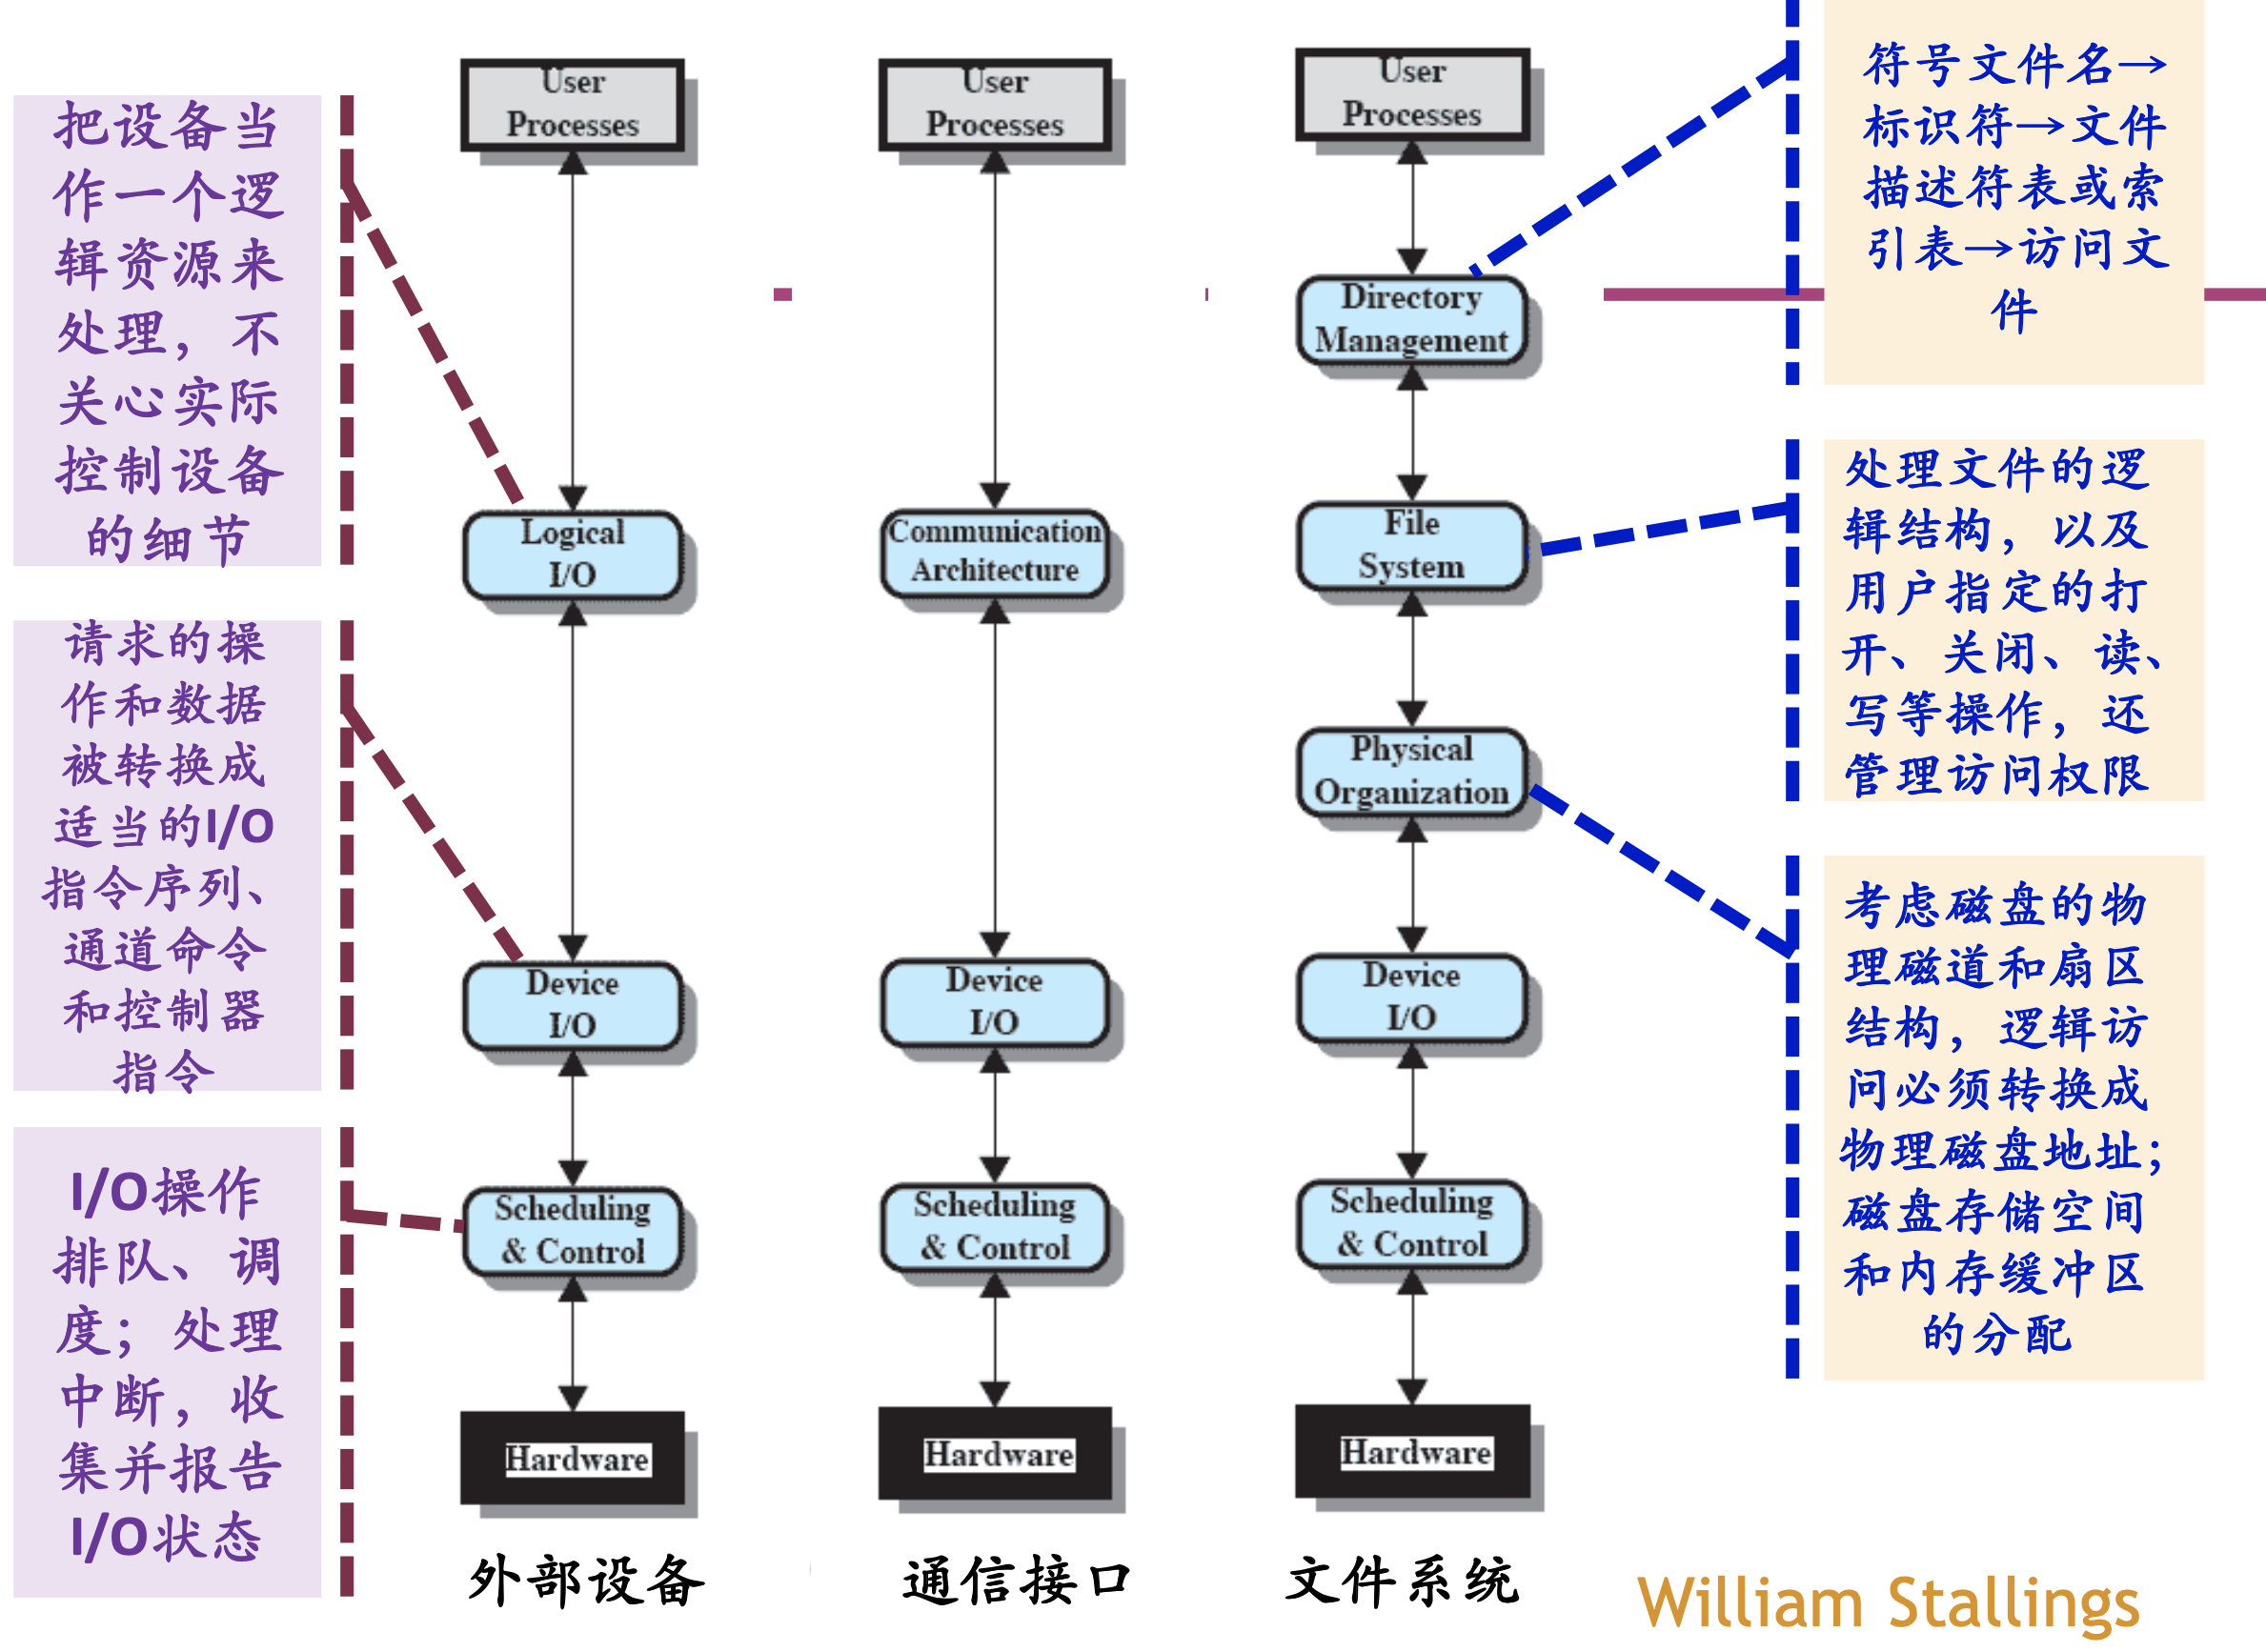 把设备当
作一个逻
辑资源来
处理，不
关心实际
控制设备
的细节
请求的操
作和数据
被转换成
适当的I/O
指令序列、
通道命令
和控制器
指令
I/O操作
排队、调
度；处理
中断，收
集并报告
I/O状态
User
Processes
Logical
I/O
Device
I/O
Scheduling
& Control
Hardware
外部设备
User
Processes
Communication
Architecture
Device
I/O
Scheduling
& Control
Hardware
通信接口
User
Processes
Directory
Management
File
System
Physical
Organization
Device
I/O
Scheduling
& Control
Hardware
文件系统
符号文件名→
标识符→文件
描述符表或索
引表→访问文
件
处理文件的逻
辑结构，以及
用户指定的打
开、关闭、读、
写等操作，还
管理访问权限
考虑磁盘的物
理磁道和扇区
结构，逻辑访
问必须转换成
物理磁盘地址；
磁盘存储空间
和内存缓冲区
的分配
William Stallings